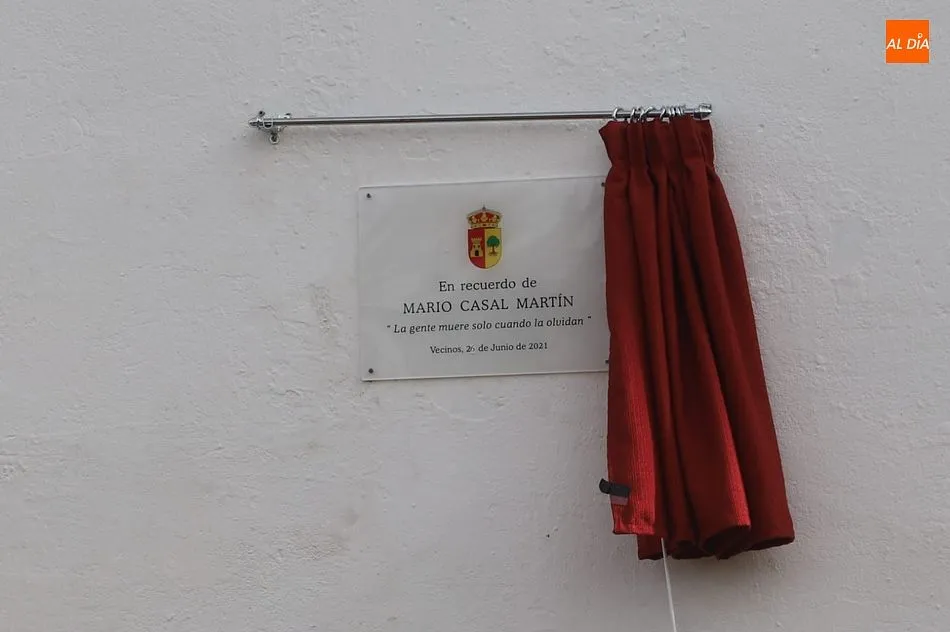 AL DÍA
En recuerdo de
MARIO CASAL MARTÍN
" La gente muere solo cuando la olvidan "
Vecinos, 26 de Junio de 2021